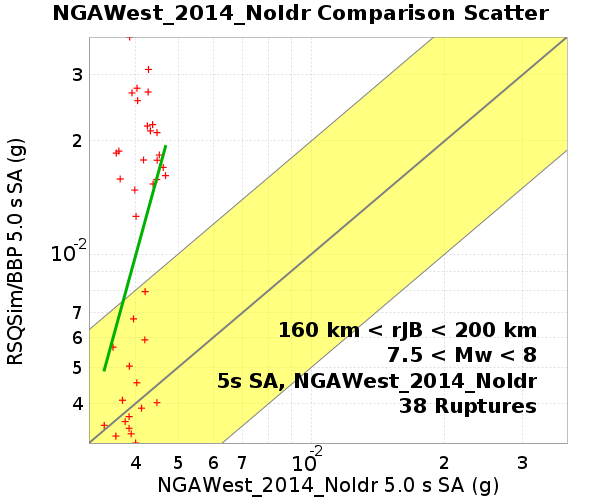 NGAWest_2014_NoIdr Comparison Scatter
RSQSim/BBP 5.0 s SA (g)
3
2
10-2
7
6
5
4
160 km < rJB < 200 km
7.5 < Mw < 8
5s SA, NGAWest_2014_NoIdr
38 Ruptures
4 5 6 7 10-2 2 3
NGAWest_2014_NoIdr 5.0 s SA (g)